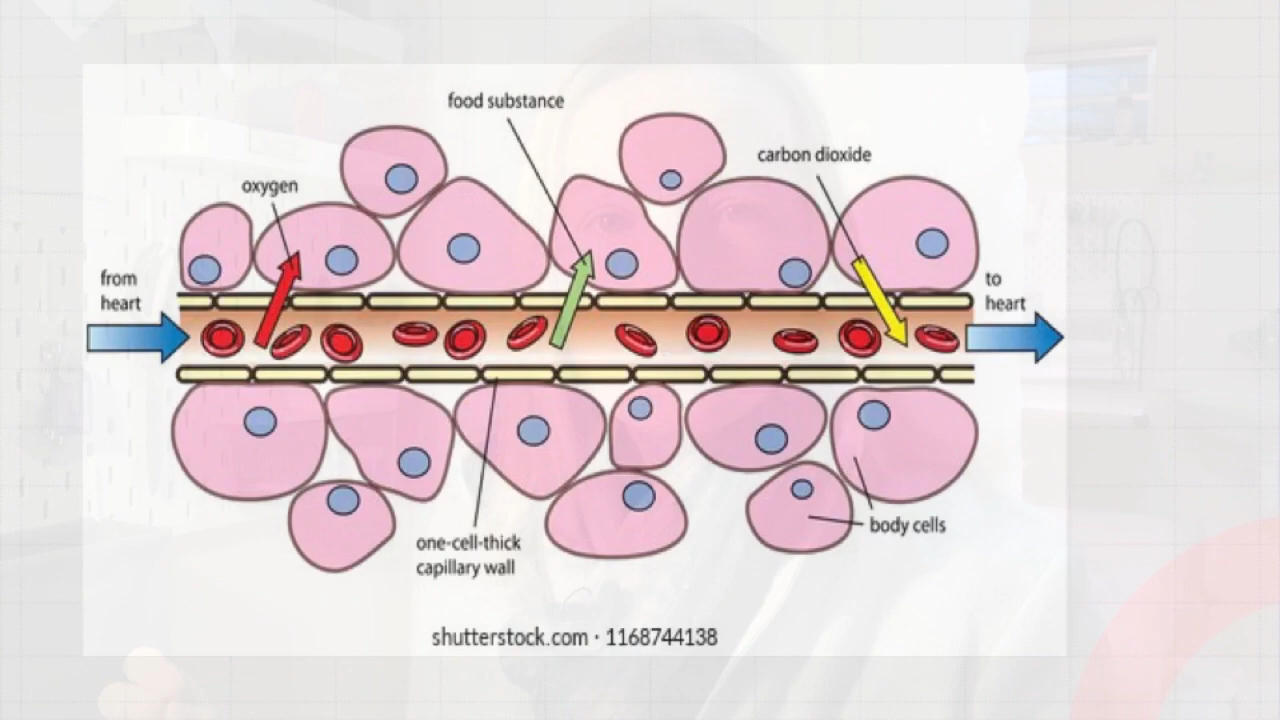 food substance
carbon dioxide
oxygen
from
heart
to
heart
one-cell-thick
capillary wall
body cells
shutterstock.com · 1168744138